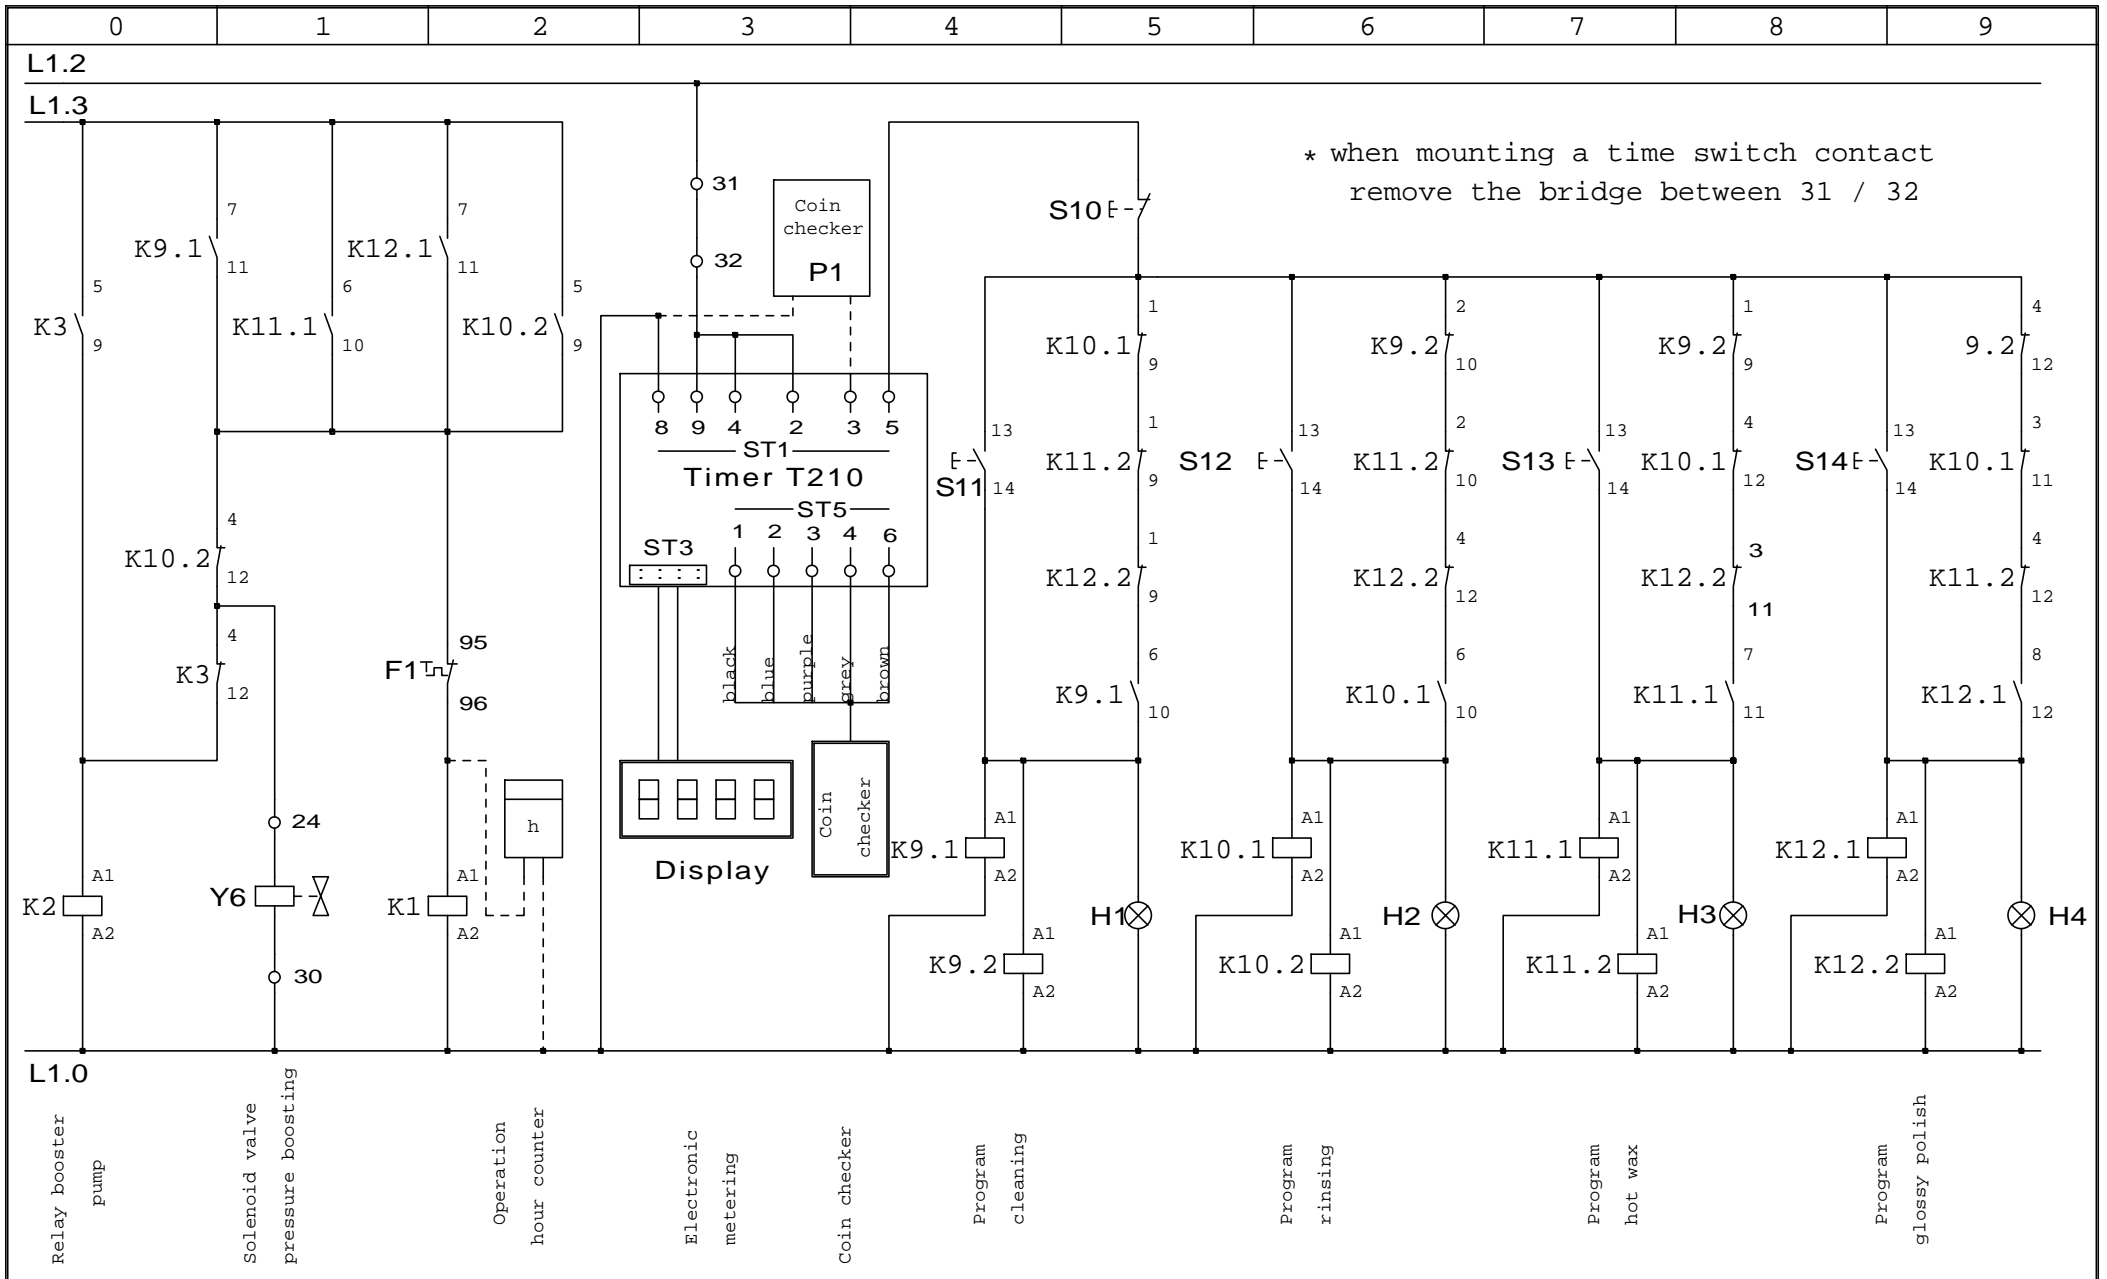 0 1 2 3 4 5 6 7 8 9
L1.2
L1.3
* when mounting a time switch contact
remove the bridge between 31 / 32
K3
5
9
K9.1
7
11
K11.1
6
10
K12.1
7
11
K10.2
5
9
K10.2
4
12
K3
4
12
F1
95
96
24
Y6
30
K2
A1
A2
K1
A1
A2
h
31
32
Coin
checker
P1
8 9 4 2 3 5
ST1
Timer T210
ST5
1 2 3 4 6
ST3
black
blue
purple
grey
brown
Display
Coin
checker
S10
S11
13
14
K10.1
1
9
K11.2
1
9
K12.2
1
9
K9.1
6
10
K9.1
A1
A2
K9.2
A1
A2
H1
S12
13
14
K9.2
2
10
K11.2
2
10
K12.2
4
12
K10.1
6
10
K10.1
A1
A2
K10.2
A1
A2
H2
S13
13
14
K9.2
1
9
K10.1
4
12
K12.2
3
11
K11.1
7
11
K11.1
A1
A2
K11.2
A1
A2
H3
S14
13
14
9.2
4
12
K10.1
3
11
K11.2
4
12
K12.1
8
12
K12.1
A1
A2
K12.2
A1
A2
H4
L1.0
Relay booster
pump
Solenoid valve
pressure boosting
Operation
hour counter
Electronic
metering
Coin checker
Program
cleaning
Program
rinsing
Program
hot wax
Program
glossy polish